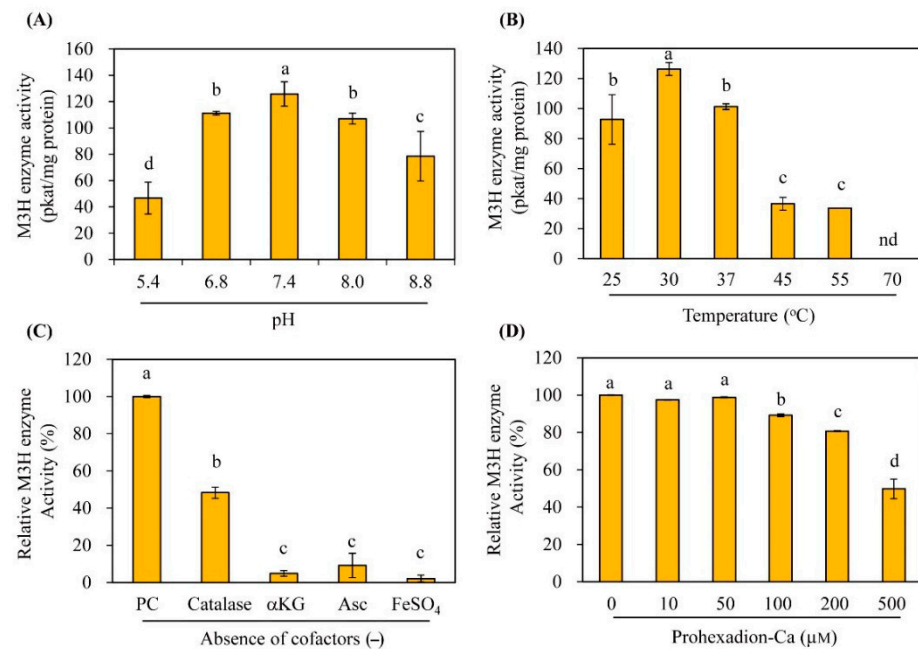 (A)
M3H enzyme activity
(pkat/mg protein)
160
140
120
100
80
60
40
20
0
d
b
a
b
c
5.4 6.8 7.4 8.0 8.8
pH
(B)
M3H enzyme activity
(pkat/mg protein)
140
120
100
80
60
40
20
0
b
a
b
c
c
nd
25 30 37 45 55 70
Temperature (°C)
(C)
Relative M3H enzyme
Activity (%)
120
100
80
60
40
20
0
a
b
c
c
c
PC Catalase αKG Asc FeSO₄
Absence of cofactors (–)
(D)
Relative M3H enzyme
Activity (%)
120
100
80
60
40
20
0
a
a
a
b
c
d
0 10 50 100 200 500
Prohexadion-Ca (μM)